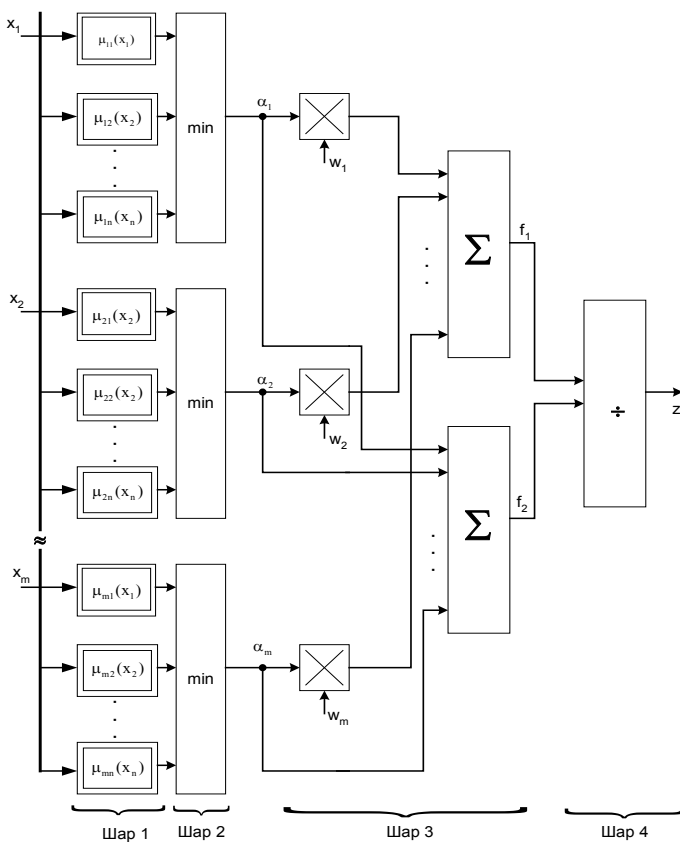 x₁
μ₁₁(x₁)
μ₁₂(x₂)
μ₁ₙ(xₙ)
min
α₁
w₁
Σ
f₁
x₂
μ₂₁(x₂)
μ₂₂(x₂)
μ₂ₙ(xₙ)
min
α₂
w₂
Σ
f₂
÷
z
≈
xₘ
μₘ₁(x₁)
μₘ₂(x₂)
μₘₙ(xₙ)
min
αₘ
wₘ
Шар 1
Шар 2
Шар 3
Шар 4